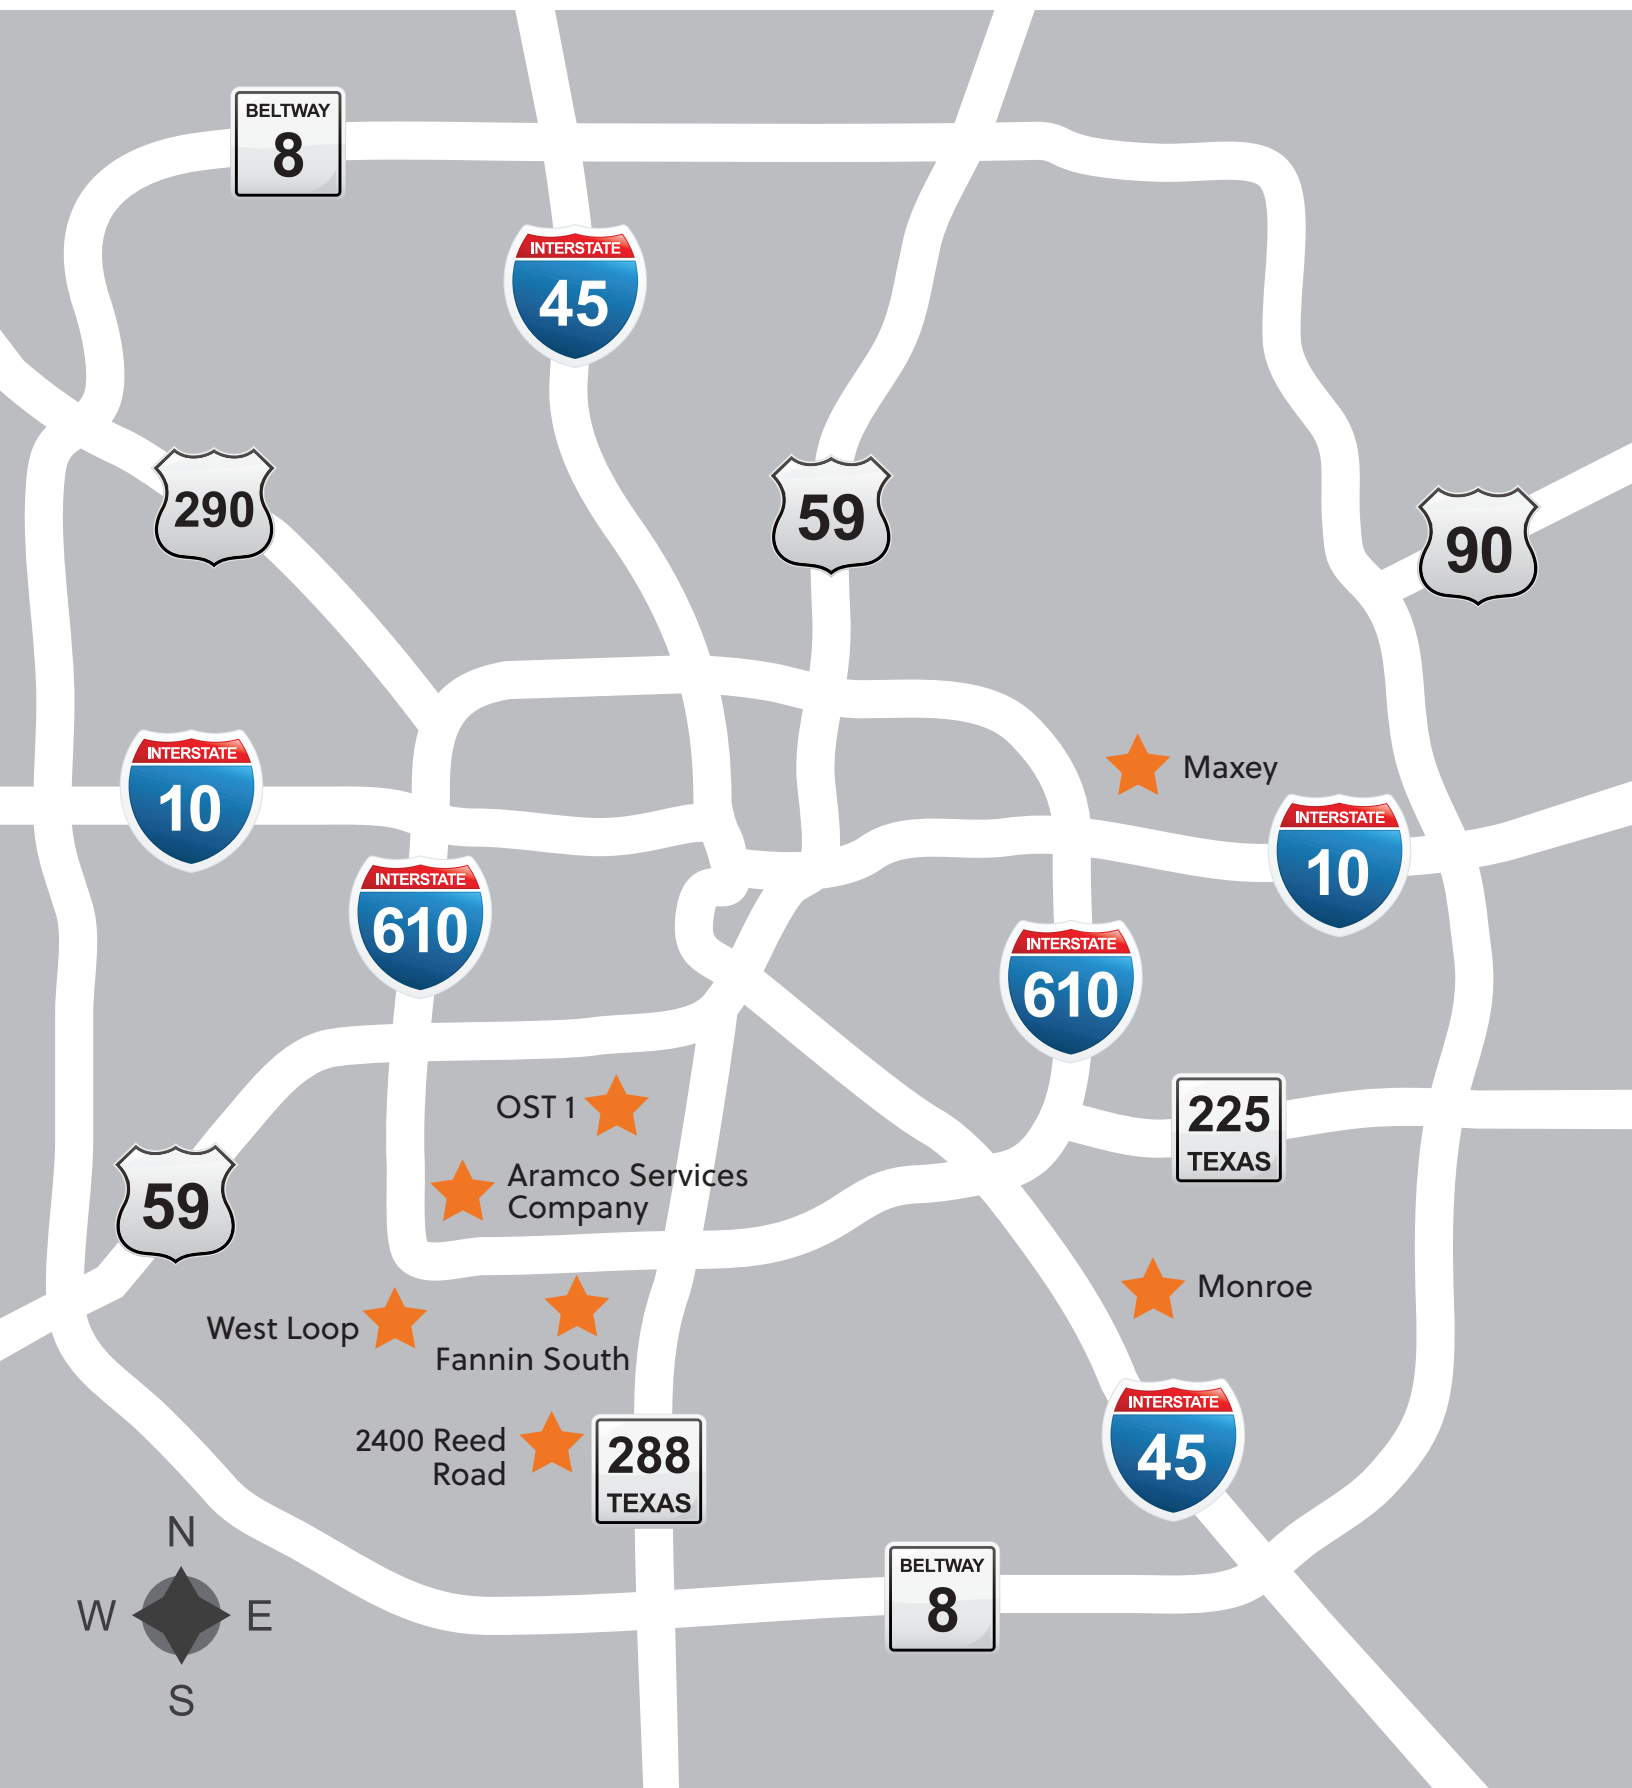 BELTWAY
8
INTERSTATE
45
290
59
90
INTERSTATE
10
Maxey
INTERSTATE
10
INTERSTATE
610
INTERSTATE
610
OST 1
225
TEXAS
Aramco Services
Company
59
Monroe
West Loop
Fannin South
INTERSTATE
45
2400 Reed
Road
288
TEXAS
N
W
E
S
BELTWAY
8